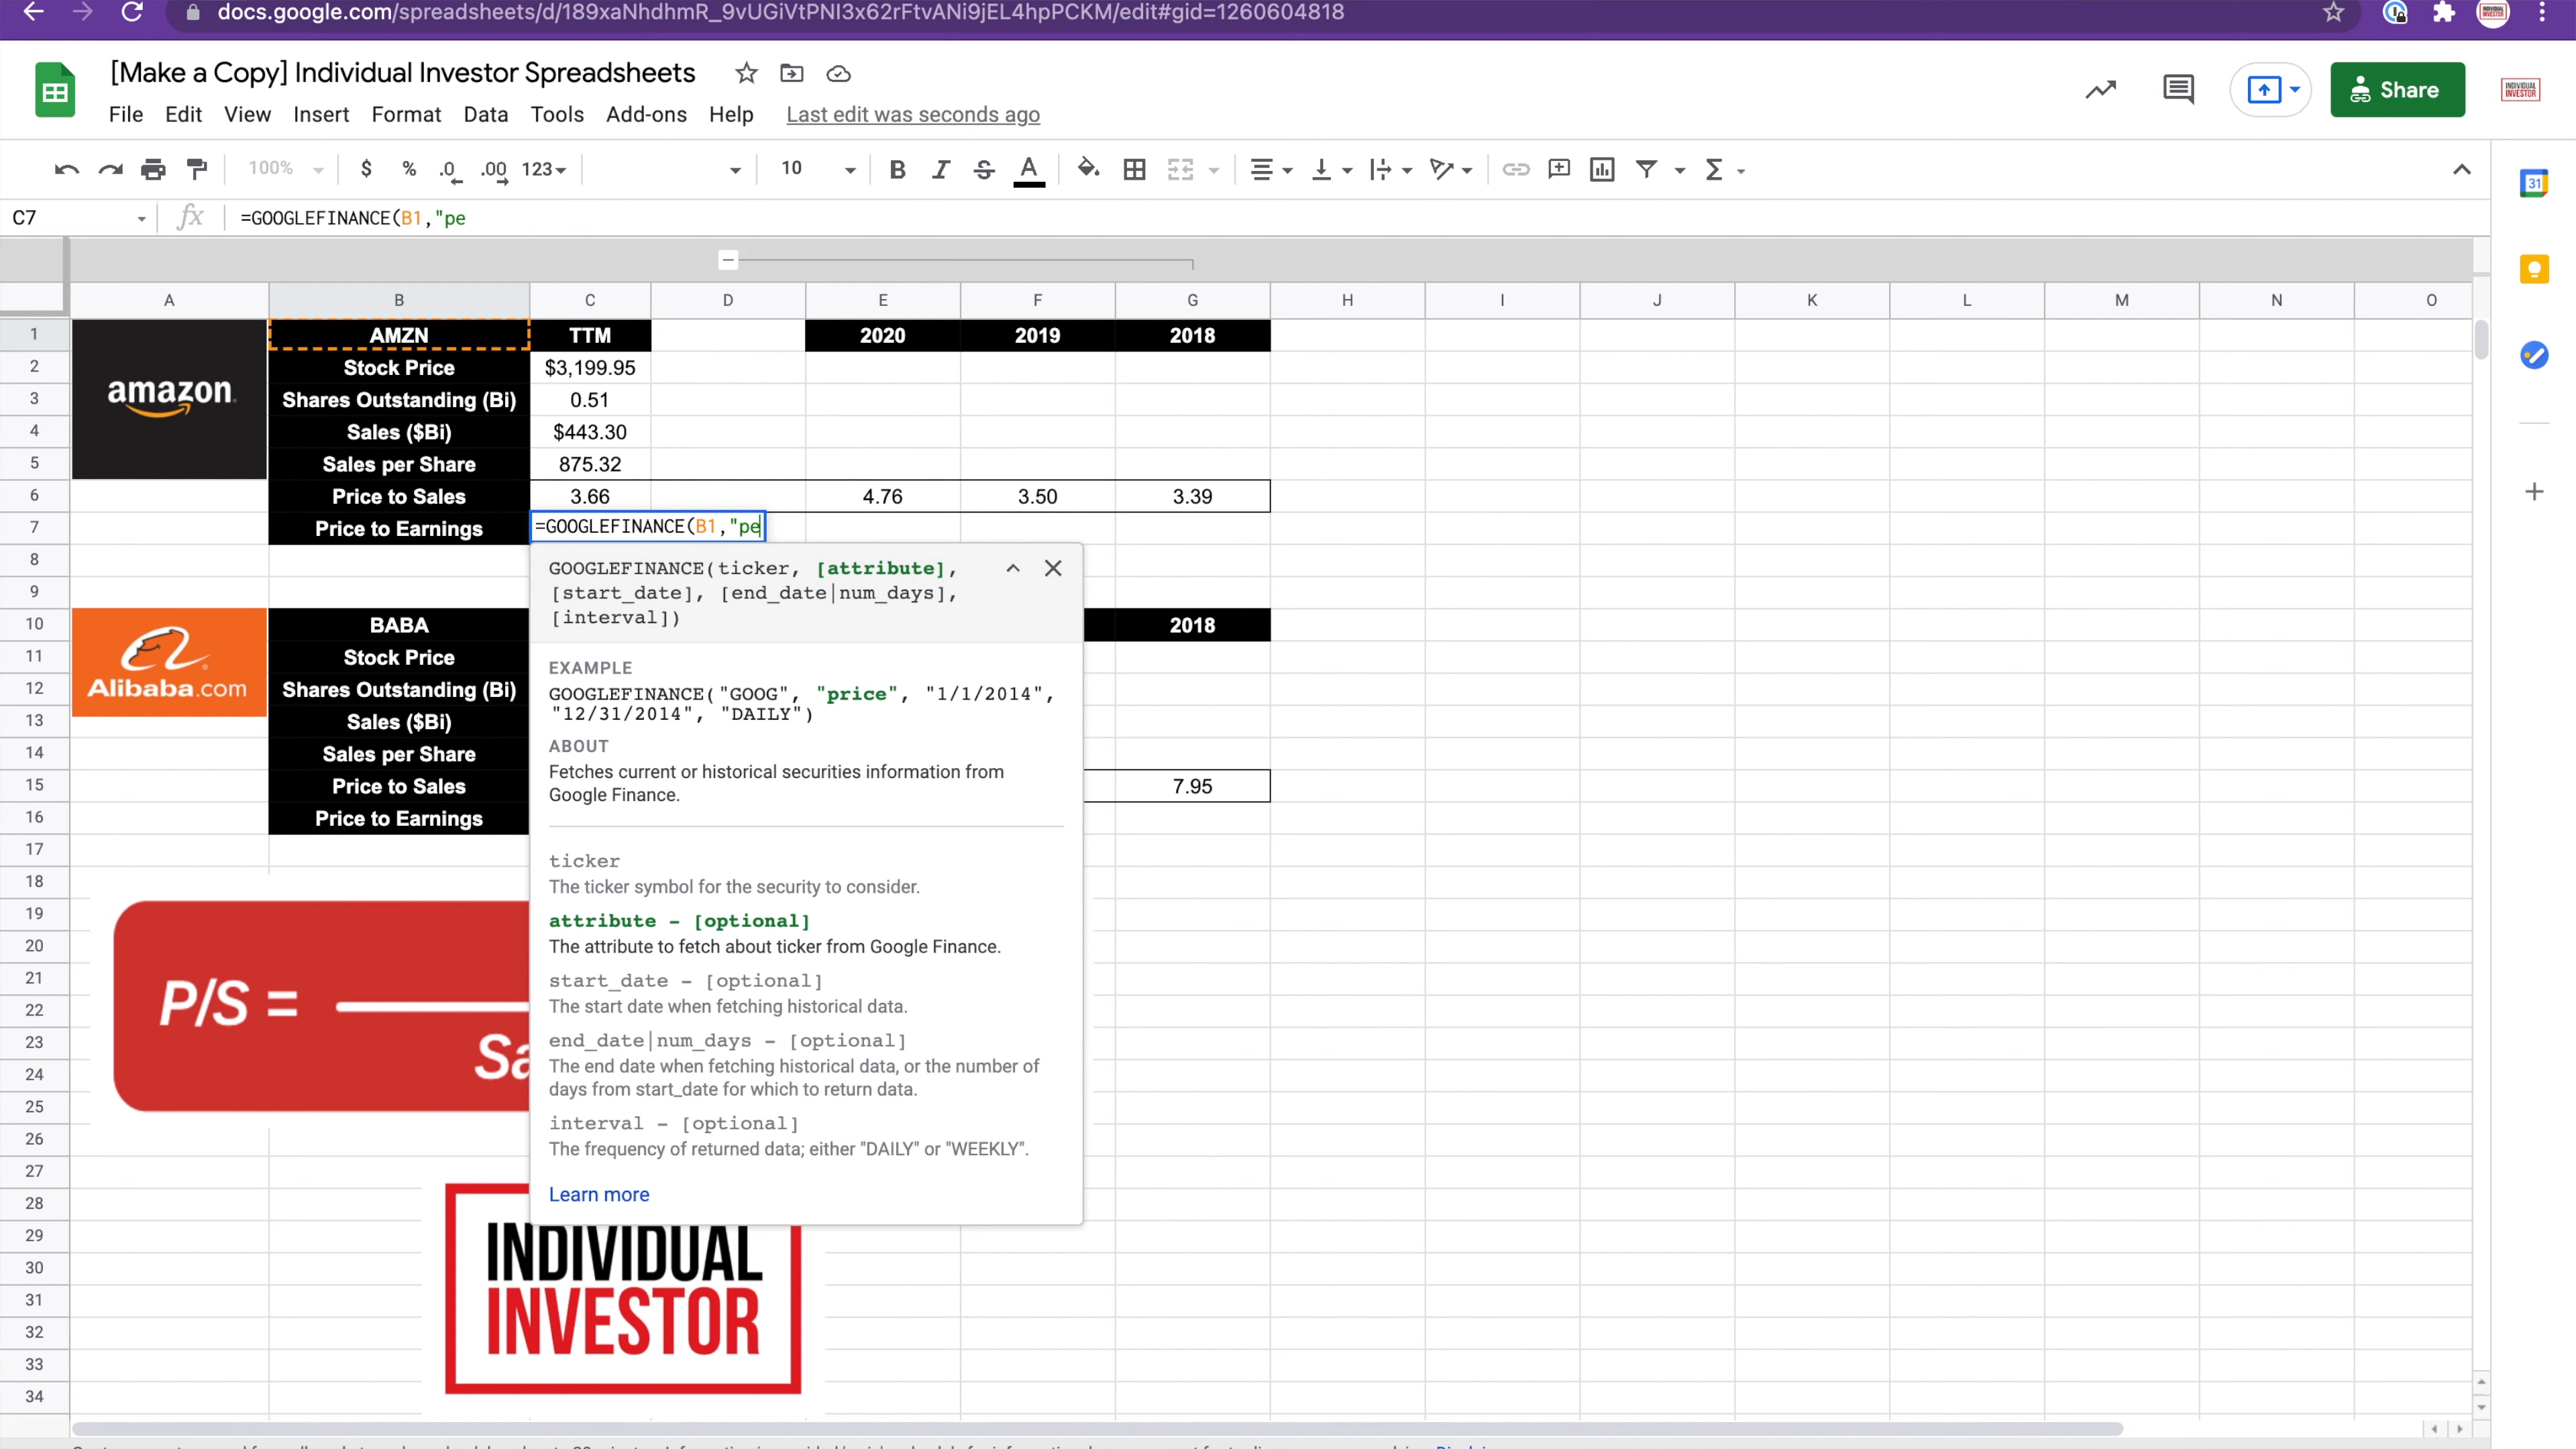 docs.google.com/spreadsheets/d/189xaNhdhmR_9vUGiVtPNI3x62rFtvANi9jEL4hpPCKM/edit#gid=1260604818
[Make a Copy] Individual Investor Spreadsheets
File Edit View Insert Format Data Tools Add-ons Help Last edit was seconds ago
Share
INDIVIDUAL INVESTOR
100% $ % .0 .00 123 10 B I S A Σ
31
C7 fx =GOOGLEFINANCE(B1,"pe
A B C D E F G H I J K L M N O
1 AMZN TTM 2020 2019 2018
amazon
2 Stock Price $3,199.95
3 Shares Outstanding (Bi) 0.51
4 Sales ($Bi) $443.30
5 Sales per Share 875.32
6 Price to Sales 3.66 4.76 3.50 3.39
7 Price to Earnings =GOOGLEFINANCE(B1,"pe
8
9
10 BABA 2018
11 Stock Price
Alibaba.com
12 Shares Outstanding (Bi)
13 Sales ($Bi)
14 Sales per Share
15 Price to Sales 7.95
16 Price to Earnings
17
18
19
20
21
22
23
24
25
26
27
28
29
30
31
32
33
34
GOOGLEFINANCE(ticker, [attribute],
[start_date], [end_date|num_days],
[interval])
EXAMPLE
GOOGLEFINANCE("GOOG", "price", "1/1/2014",
"12/31/2014", "DAILY")
ABOUT
Fetches current or historical securities information from
Google Finance.
ticker
The ticker symbol for the security to consider.
attribute - [optional]
The attribute to fetch about ticker from Google Finance.
start_date - [optional]
The start date when fetching historical data.
end_date|num_days - [optional]
The end date when fetching historical data, or the number of
days from start_date for which to return data.
interval - [optional]
The frequency of returned data; either "DAILY" or "WEEKLY".
Learn more
P/S =
Sa
INDIVIDUAL
INVESTOR